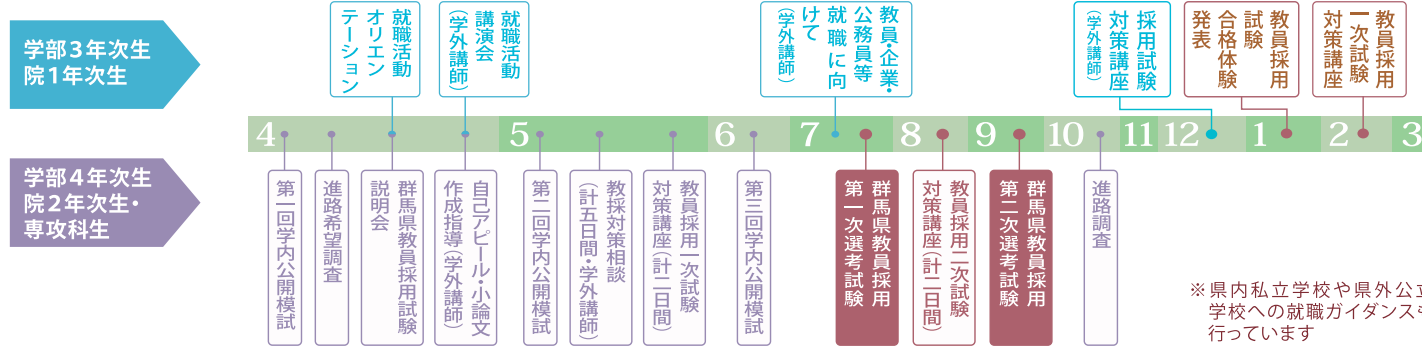 学部３年次生
院１年次生
就職活動
オリエン
テーション
就職活動
講演会
（学外講師）
教員・企業・
公務員等
就職に向
けて
（学外講師）
採用試験
対策講座
（学外講師）
教員採用
試験
合格体験
発表
教員採用
一次試験
対策講座
4 5 6 7 8 9 10 11 12 1 2 3
学部４年次生
院２年次生・
専攻科生
第一回学内公開模試
進路希望調査
群馬県教員採用試験
説明会
自己アピール・小論文
作成指導（学外講師）
第二回学内公開模試
教採対策相談
（計五日間・学外講師）
教員採用一次試験
対策講座（計二日間）
第三回学内公開模試
群馬県教員採用
第一次選考試験
教員採用二次試験
対策講座（計二日間）
群馬県教員採用
第二次選考試験
進路調査
※県内私立学校や県外公立
学校への就職ガイダンスも
行っています